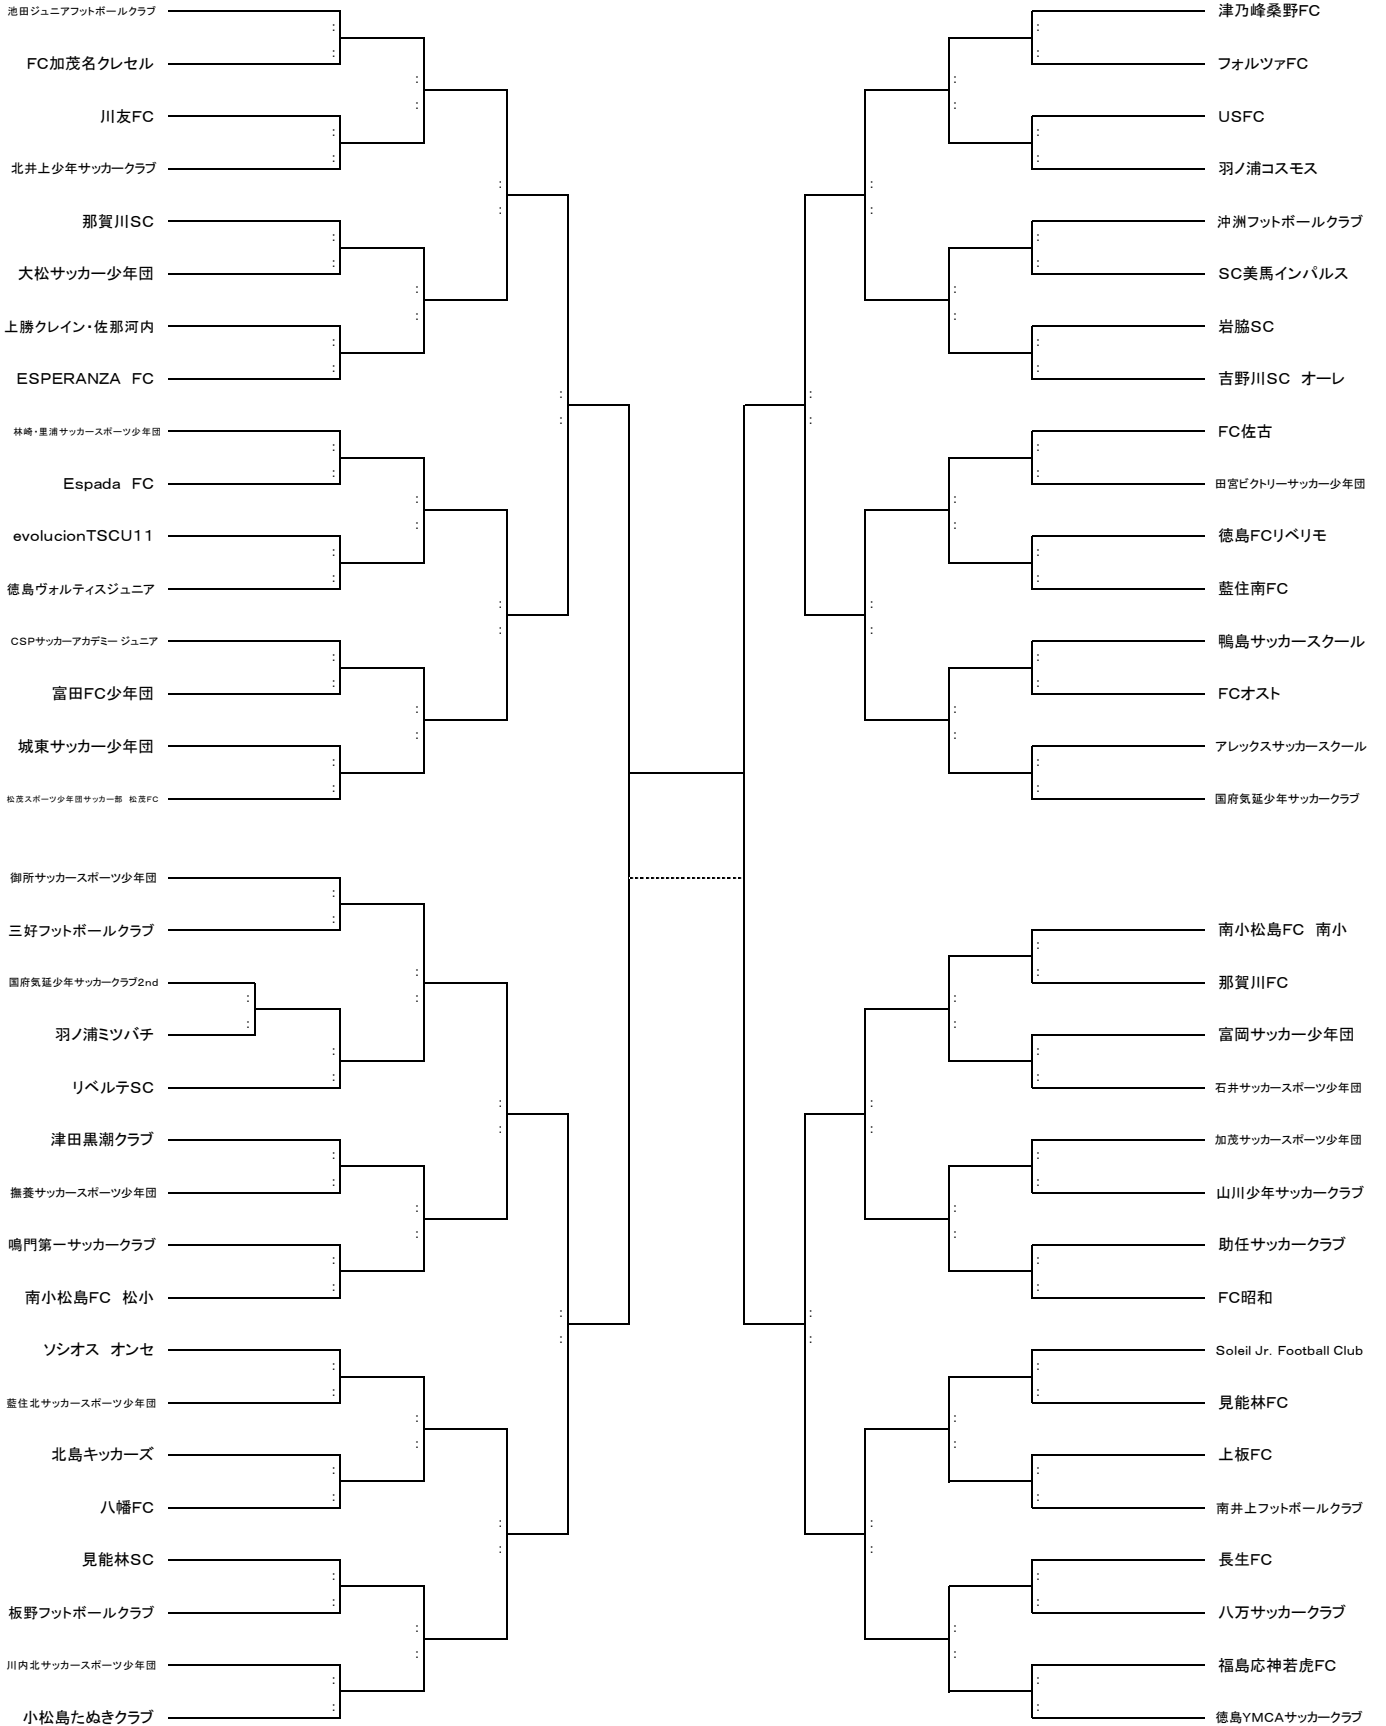 池田ジュニアフットボールクラブ
FC加茂名クレセル
川友FC
北井上少年サッカークラブ
那賀川SC
大松サッカー少年団
上勝クレイン・佐那河内
ESPERANZA　FC
林崎・里浦サッカースポーツ少年団
Espada　FC
evolucionTSCU11
徳島ヴォルティスジュニア
CSPサッカーアカデミー ジュニア
富田FC少年団
城東サッカー少年団
松茂スポーツ少年団サッカー部　松茂FC
御所サッカースポーツ少年団
三好フットボールクラブ
国府気延少年サッカークラブ2nd
羽ノ浦ミツバチ
リベルテSC
津田黒潮クラブ
撫養サッカースポーツ少年団
鳴門第一サッカークラブ
南小松島FC　松小
ソシオス　オンセ
藍住北サッカースポーツ少年団
北島キッカーズ
八幡FC
見能林SC
板野フットボールクラブ
川内北サッカースポーツ少年団
小松島たぬきクラブ
津乃峰桑野FC
フォルツァFC
USFC
羽ノ浦コスモス
沖洲フットボールクラブ
SC美馬インパルス
岩脇SC
吉野川SC　オーレ
FC佐古
田宮ビクトリーサッカー少年団
徳島FCリベリモ
藍住南FC
鴨島サッカースクール
FCオスト
アレックスサッカースクール
国府気延少年サッカークラブ
南小松島FC　南小
那賀川FC
富岡サッカー少年団
石井サッカースポーツ少年団
加茂サッカースポーツ少年団
山川少年サッカークラブ
助任サッカークラブ
FC昭和
Soleil Jr. Football Club
見能林FC
上板FC
南井上フットボールクラブ
長生FC
八万サッカークラブ
福島応神若虎FC
徳島YMCAサッカークラブ